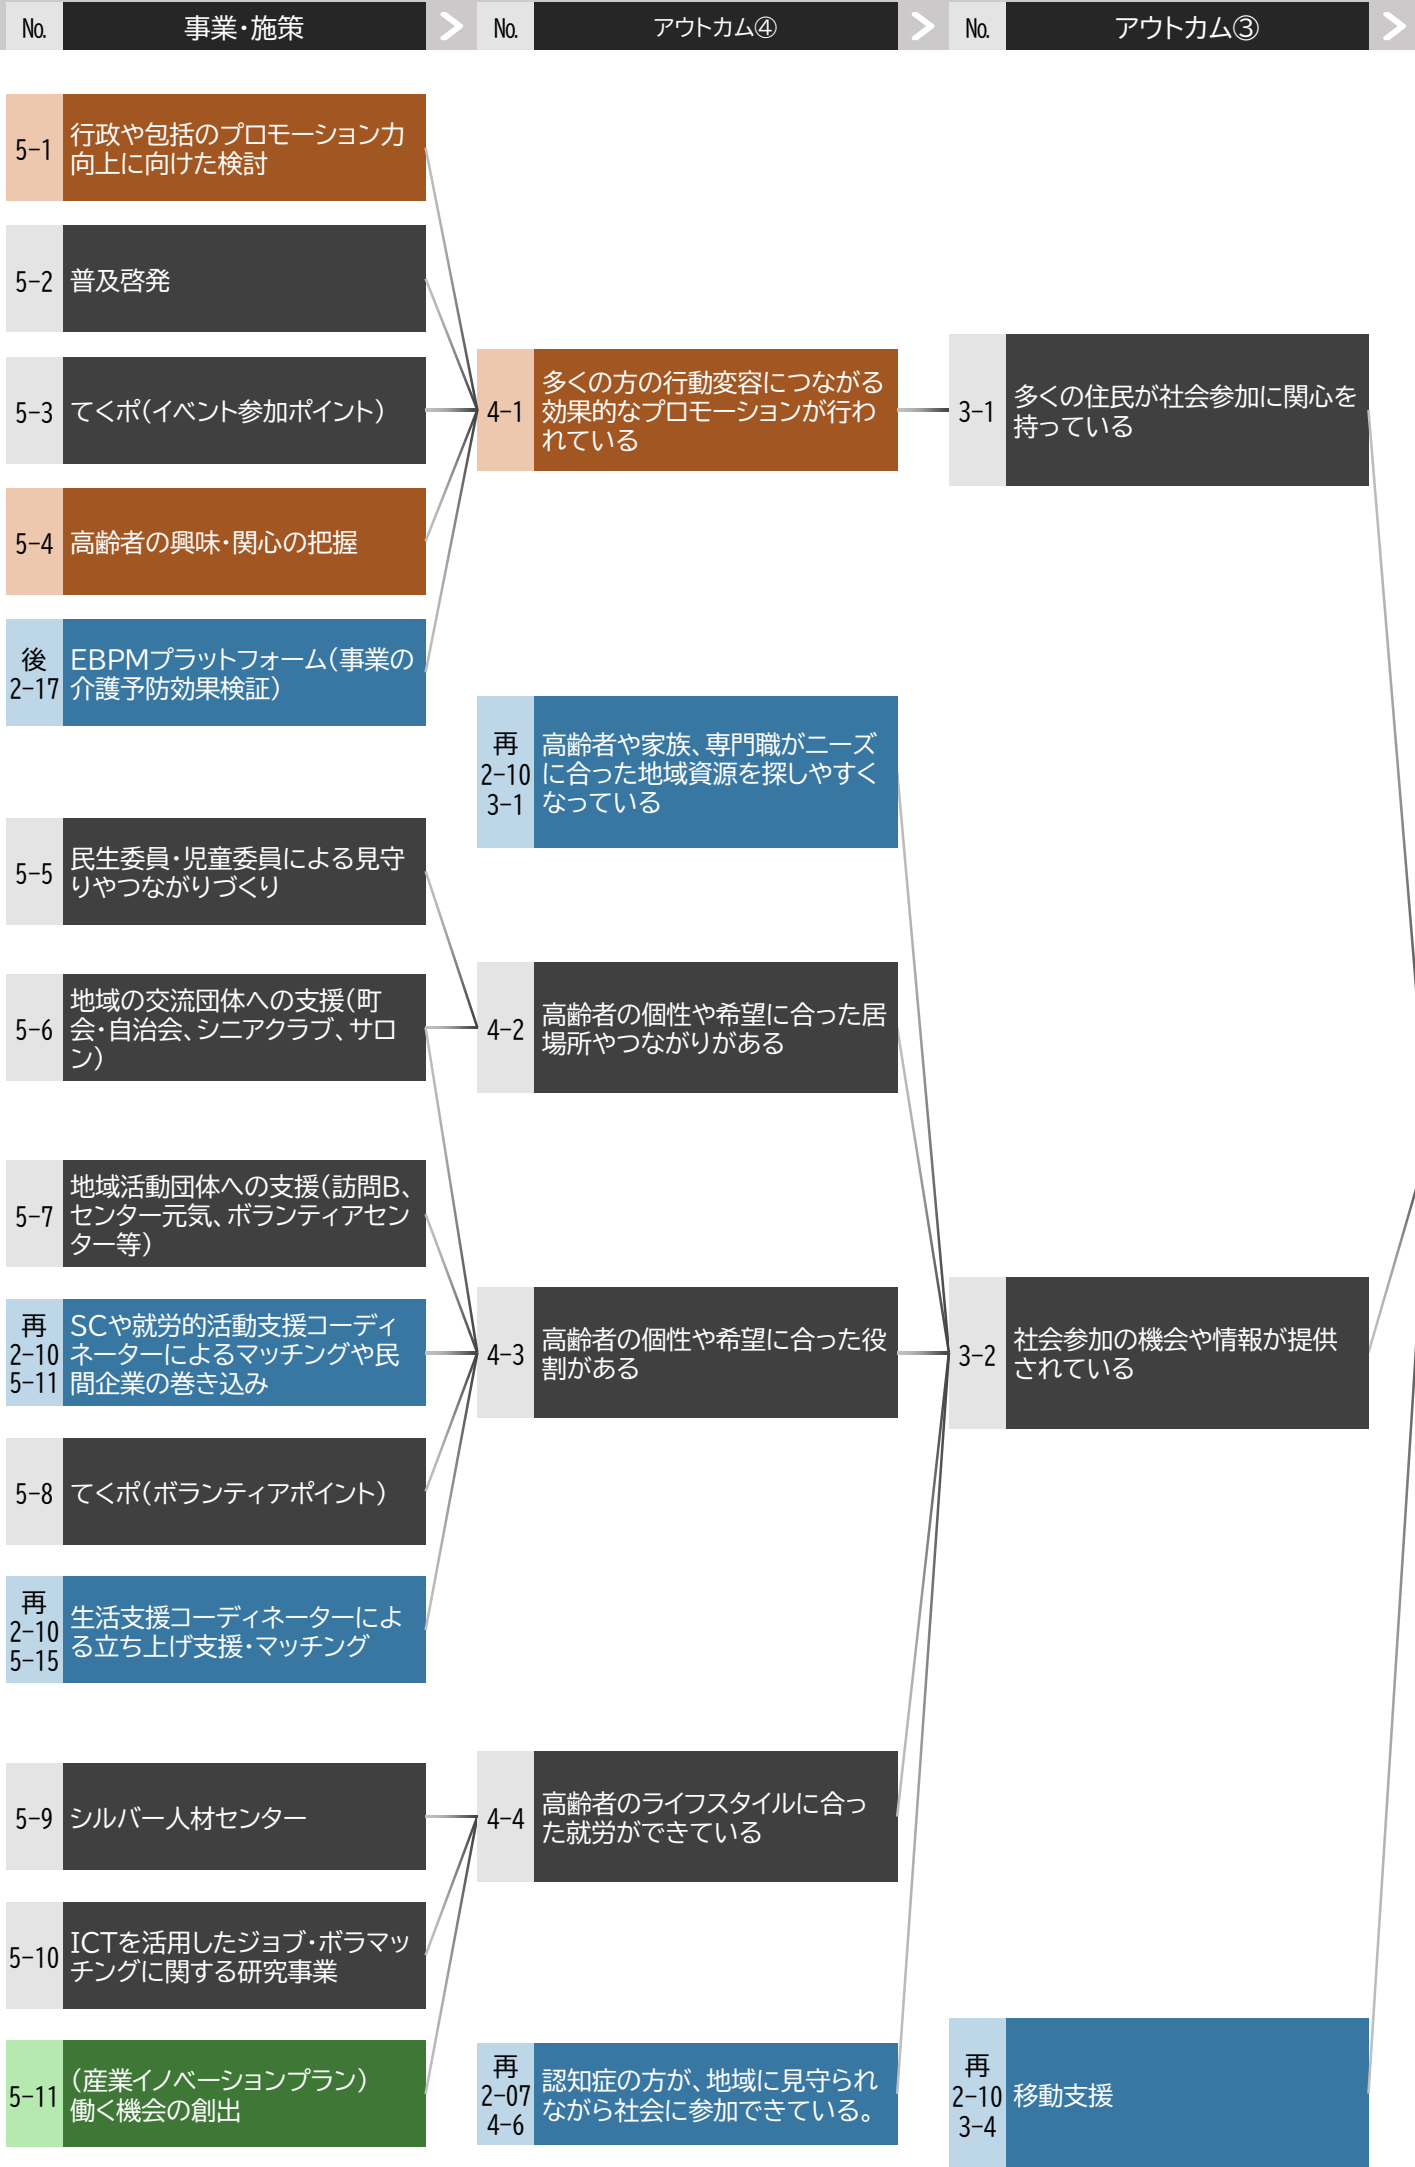 No.
事業・施策
No.
アウトカム④
No.
アウトカム③
5-1
行政や包括のプロモーション力
向上に向けた検討
5-2
普及啓発
5-3
てくポ(イベント参加ポイント)
5-4
高齢者の興味・関心の把握
後
2-17
EBPMプラットフォーム(事業の
介護予防効果検証)
5-5
民生委員・児童委員による見守
りやつながりづくり
5-6
地域の交流団体への支援(町
会・自治会、シニアクラブ、サロ
ン)
5-7
地域活動団体への支援(訪問B、
センター元気、ボランティアセン
ター等)
再
2-10
5-11
SCや就労的活動支援コーディ
ネーターによるマッチングや民
間企業の巻き込み
5-8
てくポ(ボランティアポイント)
再
2-10
5-15
生活支援コーディネーターによ
る立ち上げ支援・マッチング
5-9
シルバー人材センター
5-10
ICTを活用したジョブ・ボラマッ
チングに関する研究事業
5-11
(産業イノベーションプラン)
働く機会の創出
4-1
多くの方の行動変容につながる
効果的なプロモーションが行わ
れている
再
2-10
3-1
高齢者や家族、専門職がニーズ
に合った地域資源を探しやすく
なっている
4-2
高齢者の個性や希望に合った居
場所やつながりがある
4-3
高齢者の個性や希望に合った役
割がある
4-4
高齢者のライフスタイルに合っ
た就労ができている
再
2-07
4-6
認知症の方が、地域に見守られ
ながら社会に参加できている。
3-1
多くの住民が社会参加に関心を
持っている
3-2
社会参加の機会や情報が提供
されている
再
2-10
3-4
移動支援